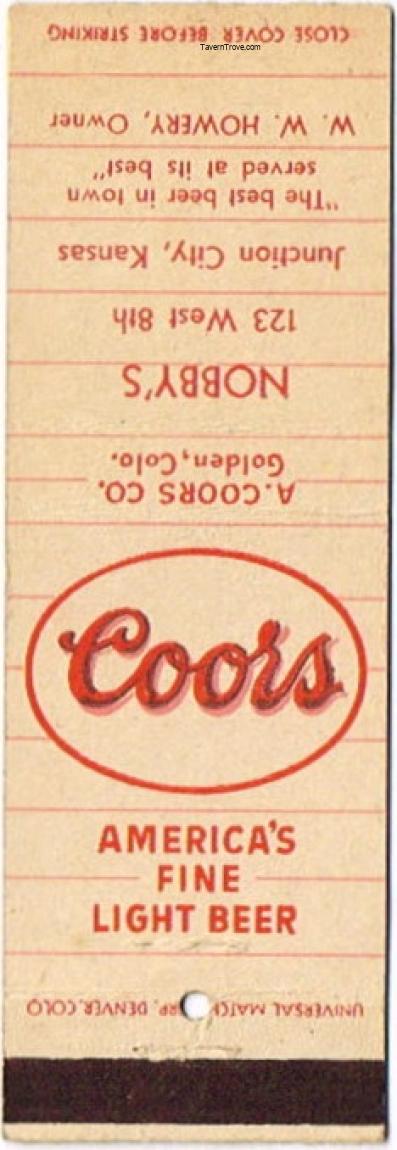 CLOSE COVER BEFORE STRIKING
TavernTrove.com
W. W. HOWERY, Owner
"The best beer in town
served at its best"
Junction City, Kansas
123 West 8th
NOBBY'S
A. COORS CO.
Golden, Colo.
Coors
AMERICA'S
FINE
LIGHT BEER
UNIVERSAL MATCH RP. DENVER, COLO